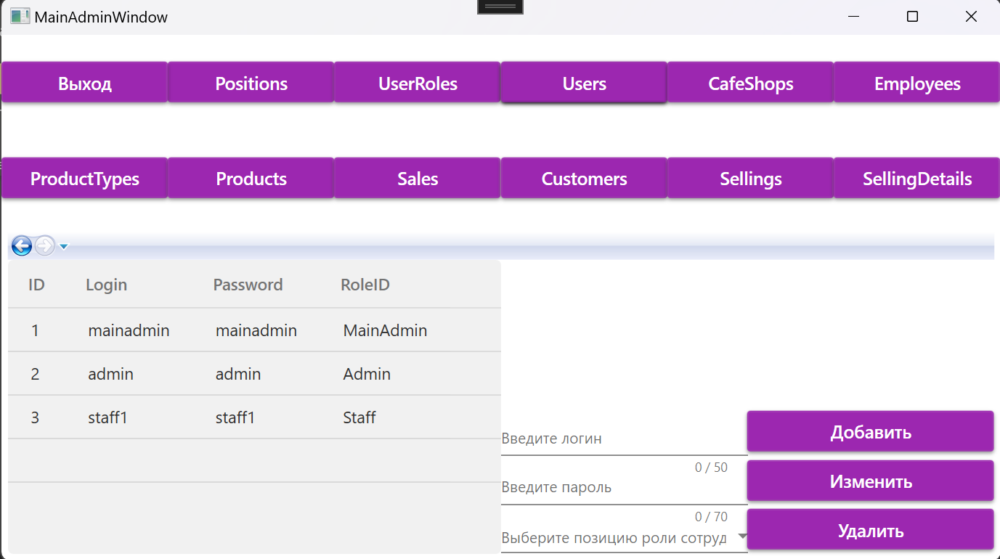 MainAdminWindow
Выход Positions UserRoles Users CafeShops Employees
ProductTypes Products Sales Customers Sellings SellingDetails
ID Login Password RoleID
1 mainadmin mainadmin MainAdmin
2 admin admin Admin
3 staff1 staff1 Staff
Введите логин
0 / 50
Введите пароль
0 / 70
Выберите позицию роли сотруд
Добавить
Изменить
Удалить